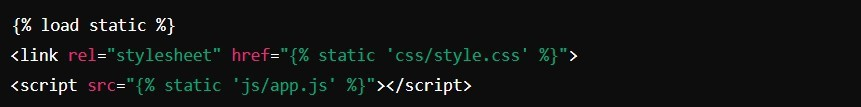 {% load static %}
<link rel="stylesheet" href="{% static 'css/style.css' %}">
<script src="{% static 'js/app.js' %}"></script>